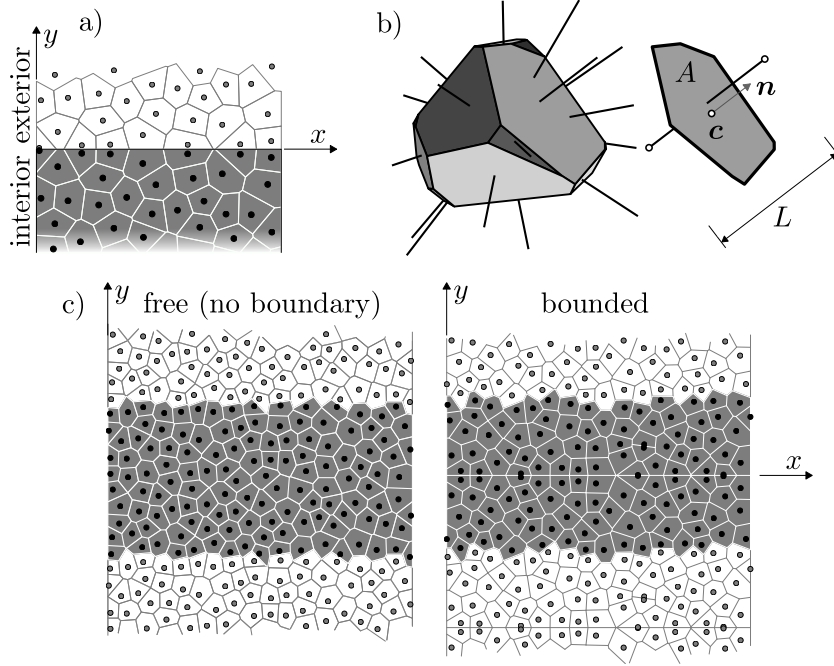 a)
y
exterior
interior
x
b)
A
n
c
L
c)
y
free (no boundary)
y
bounded
x